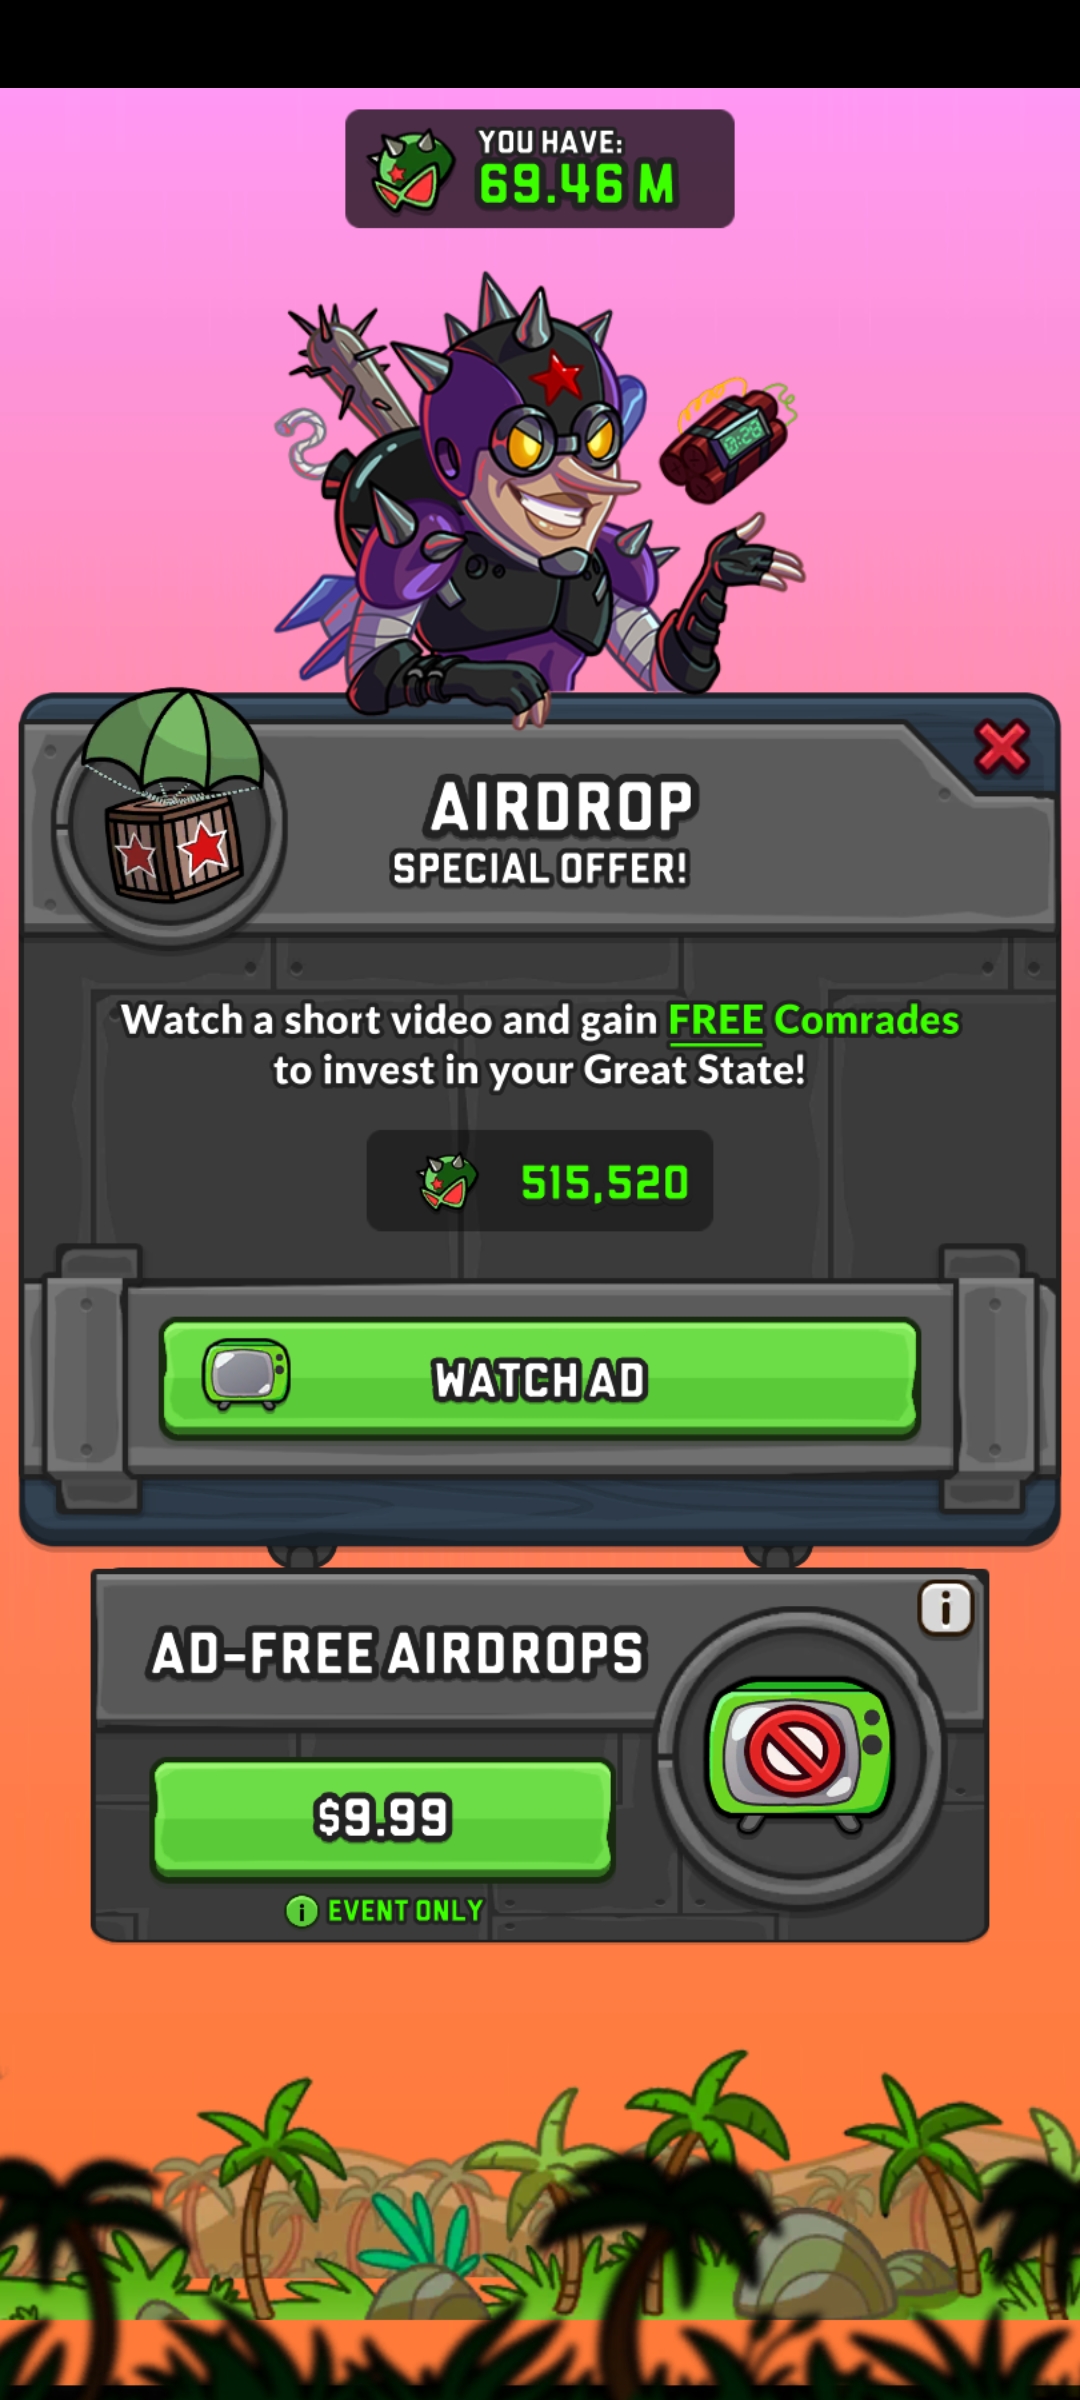 YOU HAVE:
69.46 M
0:28
AIRDROP
SPECIAL OFFER!
Watch a short video and gain FREE Comrades
to invest in your Great State!
515,520
WATCH AD
AD-FREE AIRDROPS
i
$9.99
i EVENT ONLY